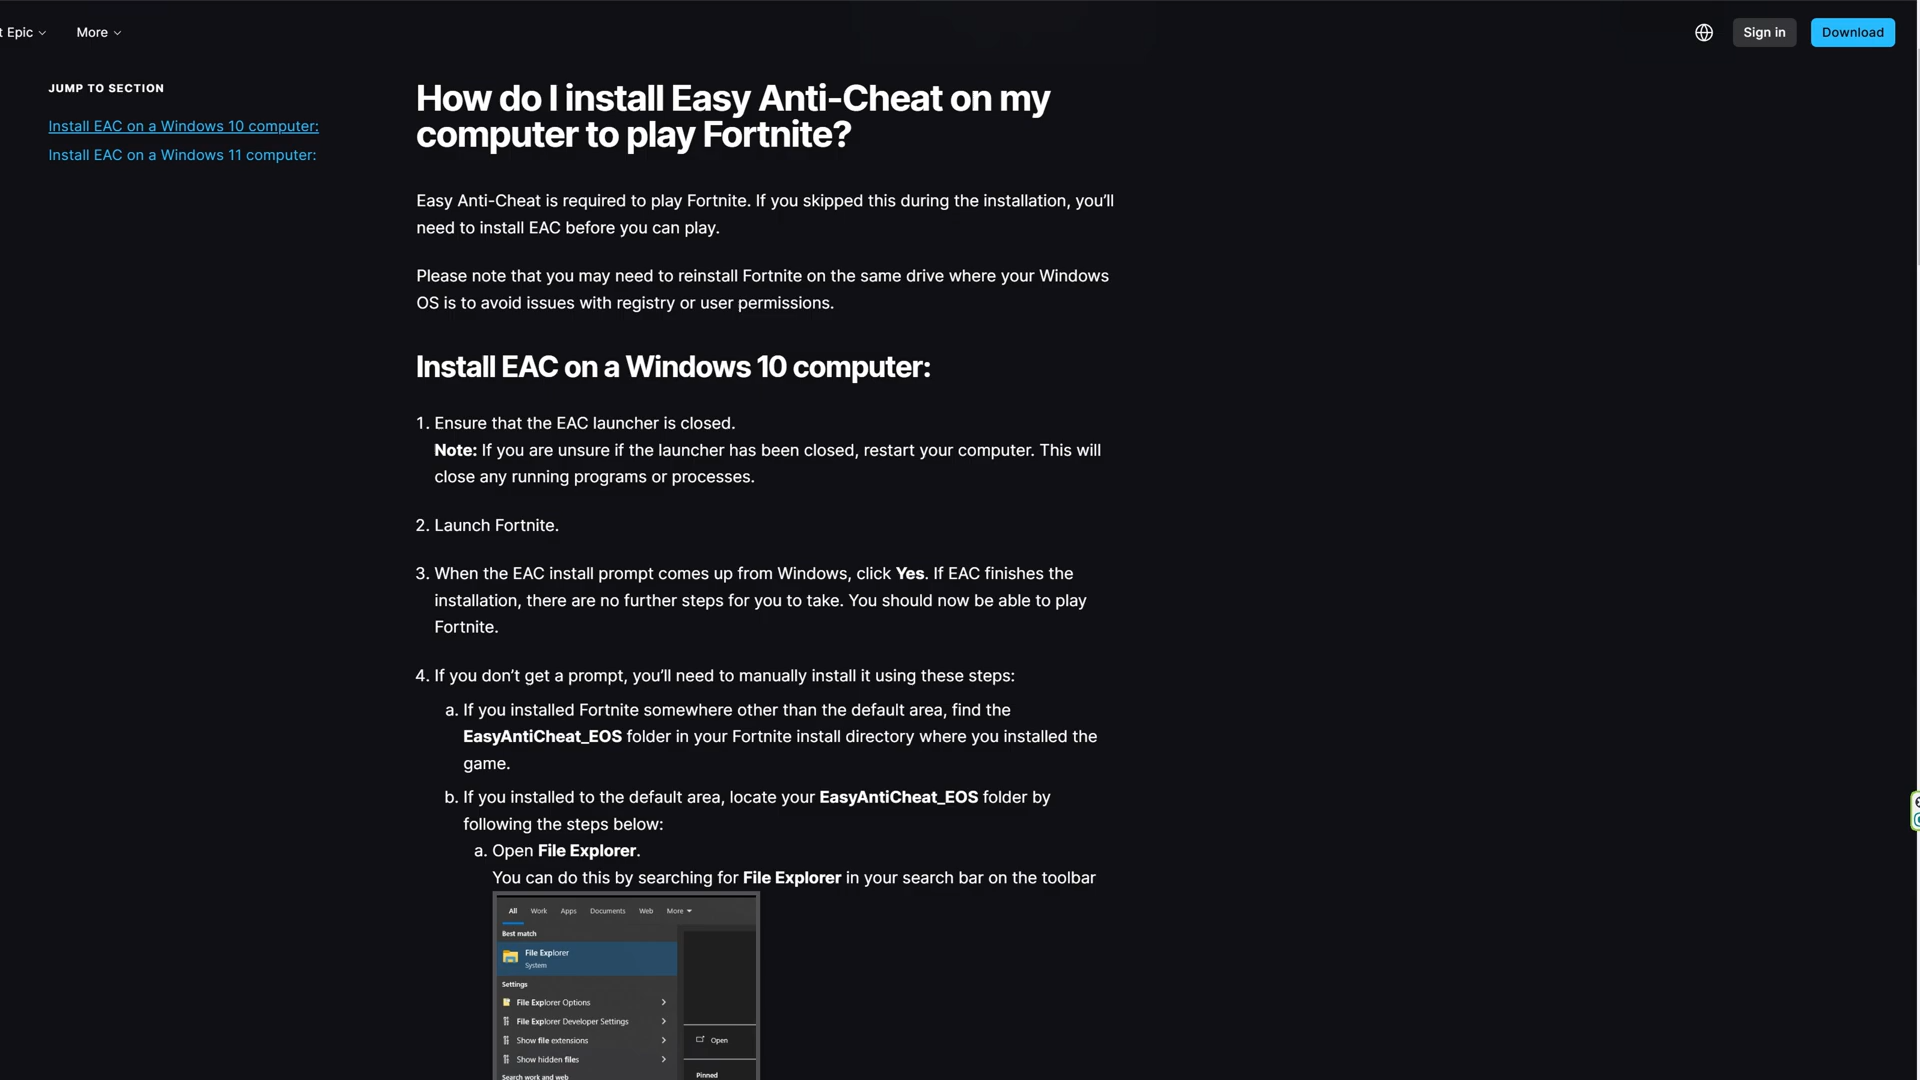 t Epic
More
Sign in
Download
JUMP TO SECTION
Install EAC on a Windows 10 computer:
Install EAC on a Windows 11 computer:
How do I install Easy Anti-Cheat on my
computer to play Fortnite?
Easy Anti-Cheat is required to play Fortnite. If you skipped this during the installation, you’ll
need to install EAC before you can play.
Please note that you may need to reinstall Fortnite on the same drive where your Windows
OS is to avoid issues with registry or user permissions.
Install EAC on a Windows 10 computer:
1. Ensure that the EAC launcher is closed.
Note: If you are unsure if the launcher has been closed, restart your computer. This will
close any running programs or processes.
2. Launch Fortnite.
3. When the EAC install prompt comes up from Windows, click Yes. If EAC finishes the
installation, there are no further steps for you to take. You should now be able to play
Fortnite.
4. If you don’t get a prompt, you’ll need to manually install it using these steps:
a. If you installed Fortnite somewhere other than the default area, find the
EasyAntiCheat_EOS folder in your Fortnite install directory where you installed the
game.
b. If you installed to the default area, locate your EasyAntiCheat_EOS folder by
following the steps below:
a. Open File Explorer.
You can do this by searching for File Explorer in your search bar on the toolbar
All Work Apps Documents Web More
Best match
File Explorer
System
Settings
File Explorer Options
File Explorer Developer Settings
Show file extensions
Open
Show hidden files
Pinned
Search work and web